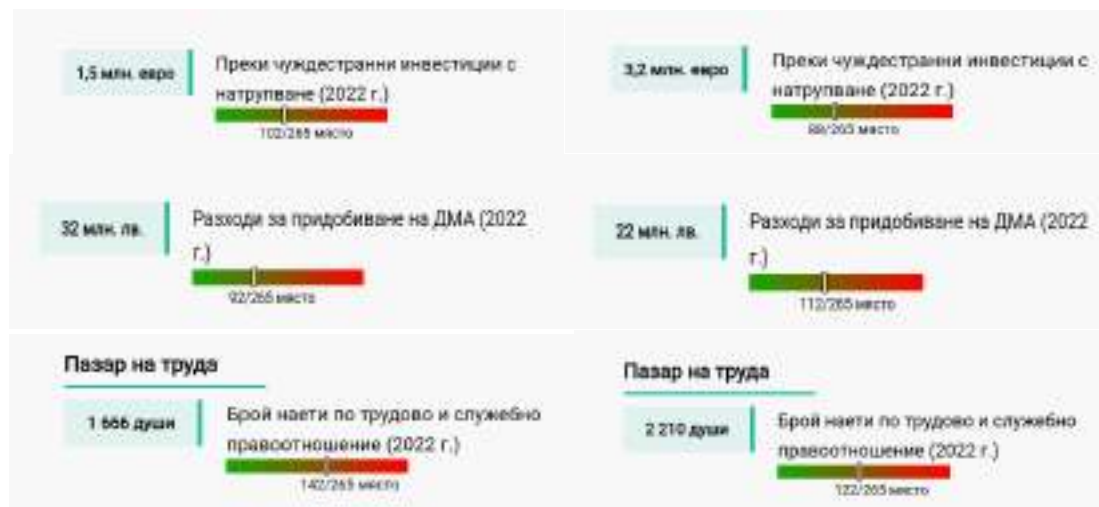 1,5 млн. евро
Преки чуждестранни инвестиции с
натрупване (2022 г.)
102/265 място
3,2 млн. евро
Преки чуждестранни инвестиции с
натрупване (2022 г.)
88/265 място
32 млн. лв.
Разходи за придобиване на ДМА (2022
г.)
92/265 място
22 млн. лв.
Разходи за придобиване на ДМА (2022
г.)
112/265 място
Пазар на труда
1 666 души
Брой наети по трудово и служебно
правоотношение (2022 г.)
142/265 място
Пазар на труда
2 210 души
Брой наети по трудово и служебно
правоотношение (2022 г.)
122/265 място